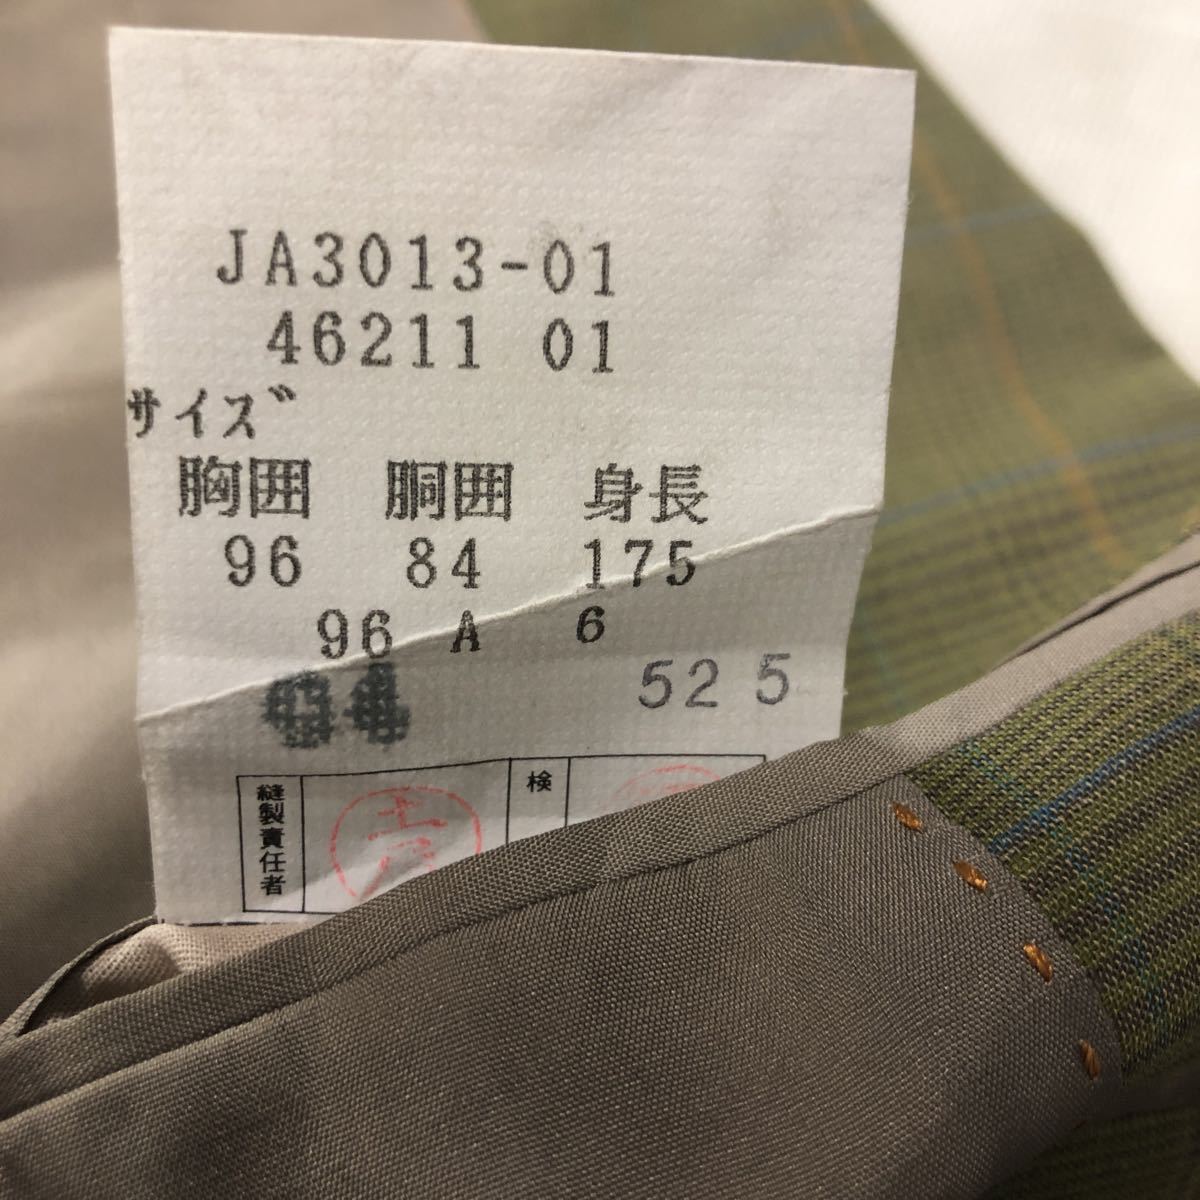 JA3013-01
46211 01
サイズ
胸囲 胴囲 身長
96 84 175
96 A 6
52 5
縫製責任者
検